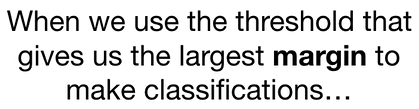 When we use the threshold that
gives us the largest margin to
make classifications...